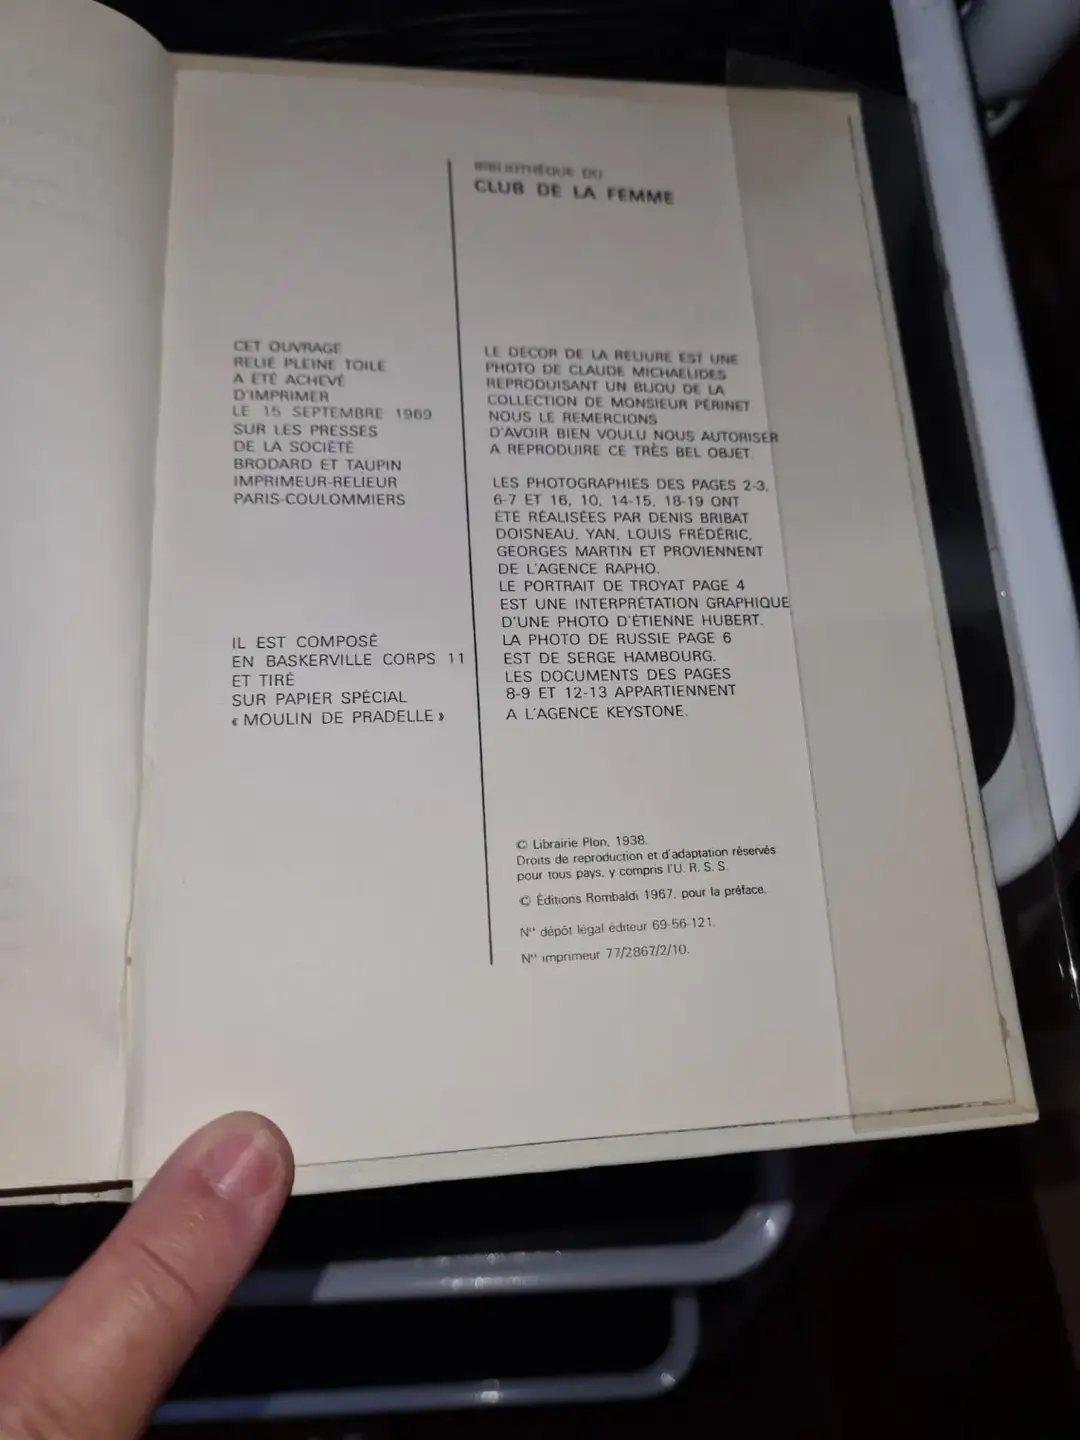 BIBLIOTHÈQUE DU
CLUB DE LA FEMME
CET OUVRAGE
RELIÉ PLEINE TOILE
A ÉTÉ ACHEVÉ
D'IMPRIMER
LE 15 SEPTEMBRE 1969
SUR LES PRESSES
DE LA SOCIÉTÉ
BRODARD ET TAUPIN
IMPRIMEUR-RELIEUR
PARIS-COULOMMIERS
IL EST COMPOSÉ
EN BASKERVILLE CORPS 11
ET TIRÉ
SUR PAPIER SPÉCIAL
« MOULIN DE PRADELLE »
LE DÉCOR DE LA RELIURE EST UNE
PHOTO DE CLAUDE MICHAELIDES
REPRODUISANT UN BIJOU DE LA
COLLECTION DE MONSIEUR PÉRINET
NOUS LE REMERCIONS
D'AVOIR BIEN VOULU NOUS AUTORISER
A REPRODUIRE CE TRÈS BEL OBJET.
LES PHOTOGRAPHIES DES PAGES 2-3,
6-7 ET 16, 10, 14-15, 18-19 ONT
ÉTÉ RÉALISÉES PAR DENIS BRIBAT
DOISNEAU, YAN, LOUIS FRÉDÉRIC,
GEORGES MARTIN ET PROVIENNENT
DE L'AGENCE RAPHO.
LE PORTRAIT DE TROYAT PAGE 4
EST UNE INTERPRÉTATION GRAPHIQUE
D'UNE PHOTO D'ÉTIENNE HUBERT.
LA PHOTO DE RUSSIE PAGE 6
EST DE SERGE HAMBOURG.
LES DOCUMENTS DES PAGES
8-9 ET 12-13 APPARTIENNENT
A L'AGENCE KEYSTONE.
© Librairie Plon, 1938.
Droits de reproduction et d'adaptation réservés
pour tous pays, y compris l'U. R. S. S.
© Éditions Rombaldi 1967, pour la préface.
N° dépôt légal éditeur 69-56-121.
N° imprimeur 77/2867/2/10.